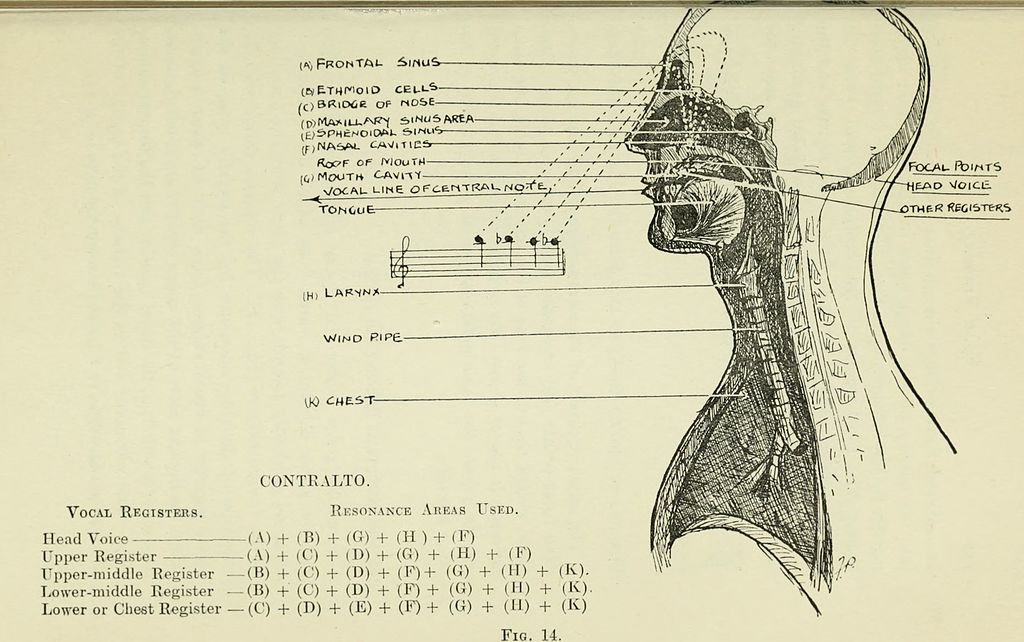 (A) FRONTAL SINUS
(B) ETHMOID CELLS
(C) BRIDGE OF NOSE
(D) MAXILLARY SINUS AREA
(E) SPHENOIDAL SINUS
(F) NASAL CAVITIES
ROOF OF MOUTH
(G) MOUTH CAVITY
VOCAL LINE OF CENTRAL NOTE
TONGUE
FOCAL POINTS
HEAD VOICE
OTHER REGISTERS
(H) LARYNX
WIND PIPE
(K) CHEST
J.P.
CONTRALTO.
VOCAL REGISTERS. RESONANCE AREAS USED.
Head Voice — (A) + (B) + (G) + (H ) + (F)
Upper Register — (A) + (C) + (D) + (G) + (H) + (F)
Upper-middle Register — (B) + (C) + (D) + (F) + (G) + (H) + (K).
Lower-middle Register — (B) + (C) + (D) + (F) + (G) + (H) + (K).
Lower or Chest Register — (C) + (D) + (E) + (F) + (G) + (H) + (K)
FIG. 14.